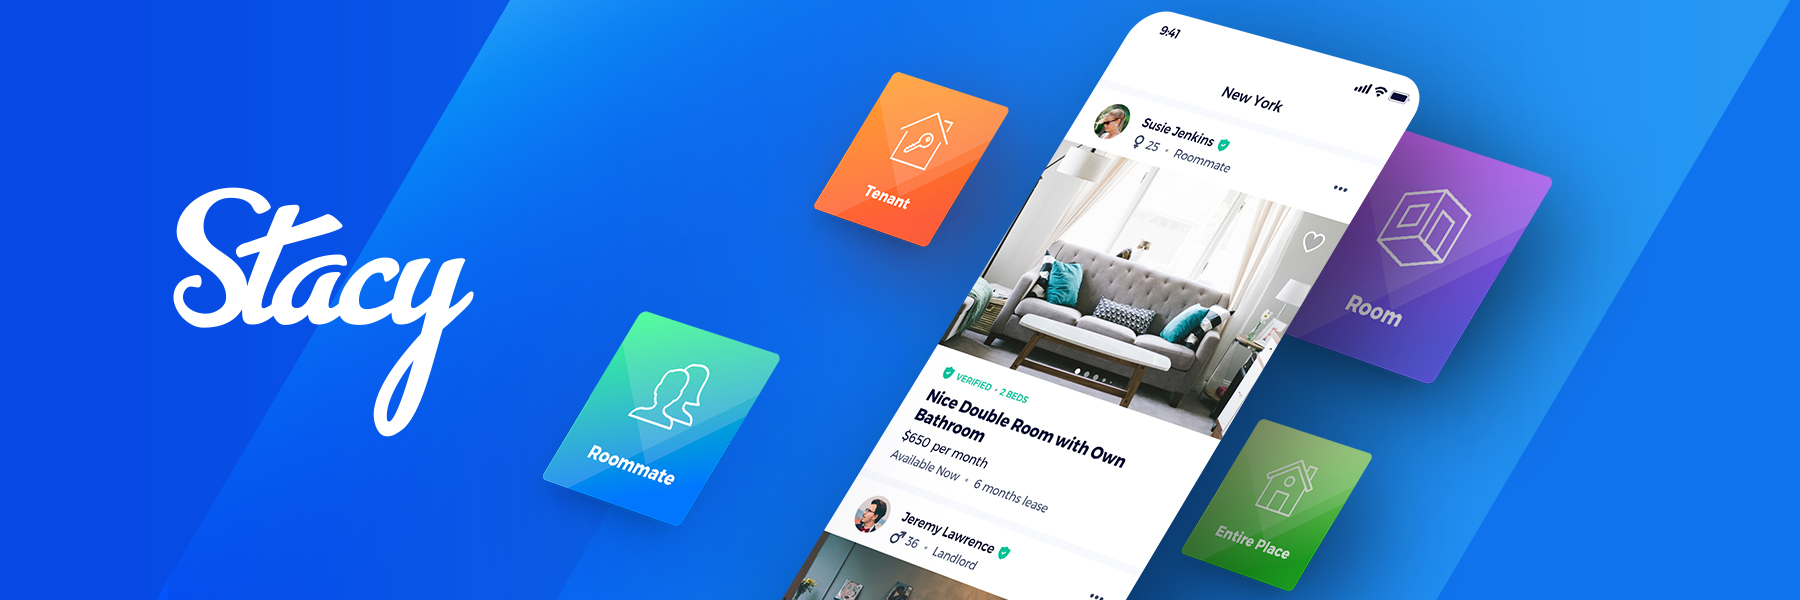 Stacy
Tenant
Roommate
9:41
New York
Susie Jenkins
25 • Roommate
VERIFIED • 2 BEDS
Nice Double Room with Own
Bathroom
$650 per month
Available Now • 6 months lease
Jeremy Lawrence
36 • Landlord
Room
Entire Place